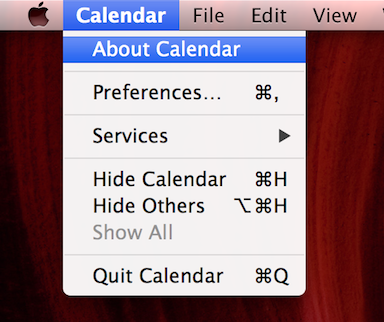 Calendar File Edit View
About Calendar
Preferences... ⌘,
Services ▶
Hide Calendar ⌘H
Hide Others ⌥⌘H
Show All
Quit Calendar ⌘Q